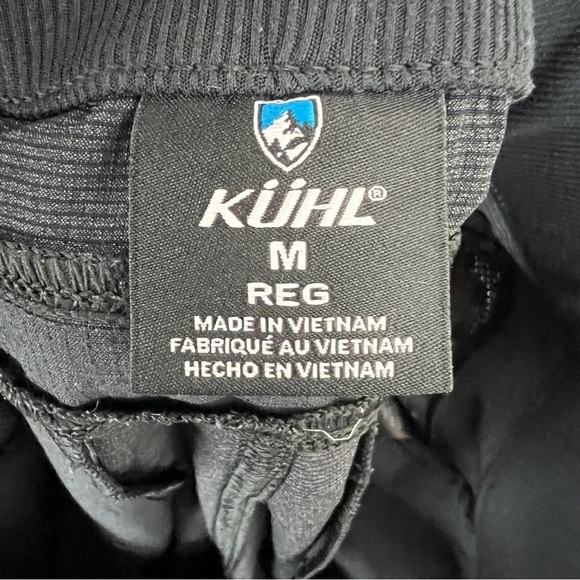 KÜHL®
M
REG
MADE IN VIETNAM
FABRIQUÉ AU VIETNAM
HECHO EN VIETNAM